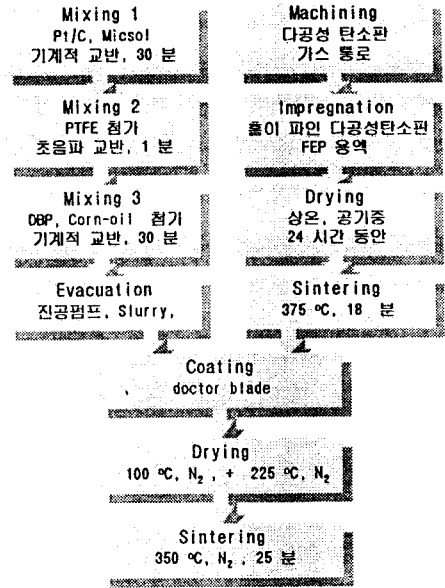 Mixing 1
Pt/C, Micsol
기계적 교반, 30 분
Mixing 2
PTFE 첨가
초음파 교반, 1 분
Mixing 3
DBP, Corn-oil 첨가
기계적 교반, 30 분
Evacuation
진공펌프, Slurry,
Machining
다공성 탄소판
가스 통로
Impregnation
홈이 파인 다공성탄소판
FEP 용액
Drying
상온, 공기중
24 시간 동안
Sintering
375 ºC, 18 분
Coating
doctor blade
Drying
100 ºC, N₂, + 225 ºC, N₂
Sintering
350 ºC, N₂, 25 분